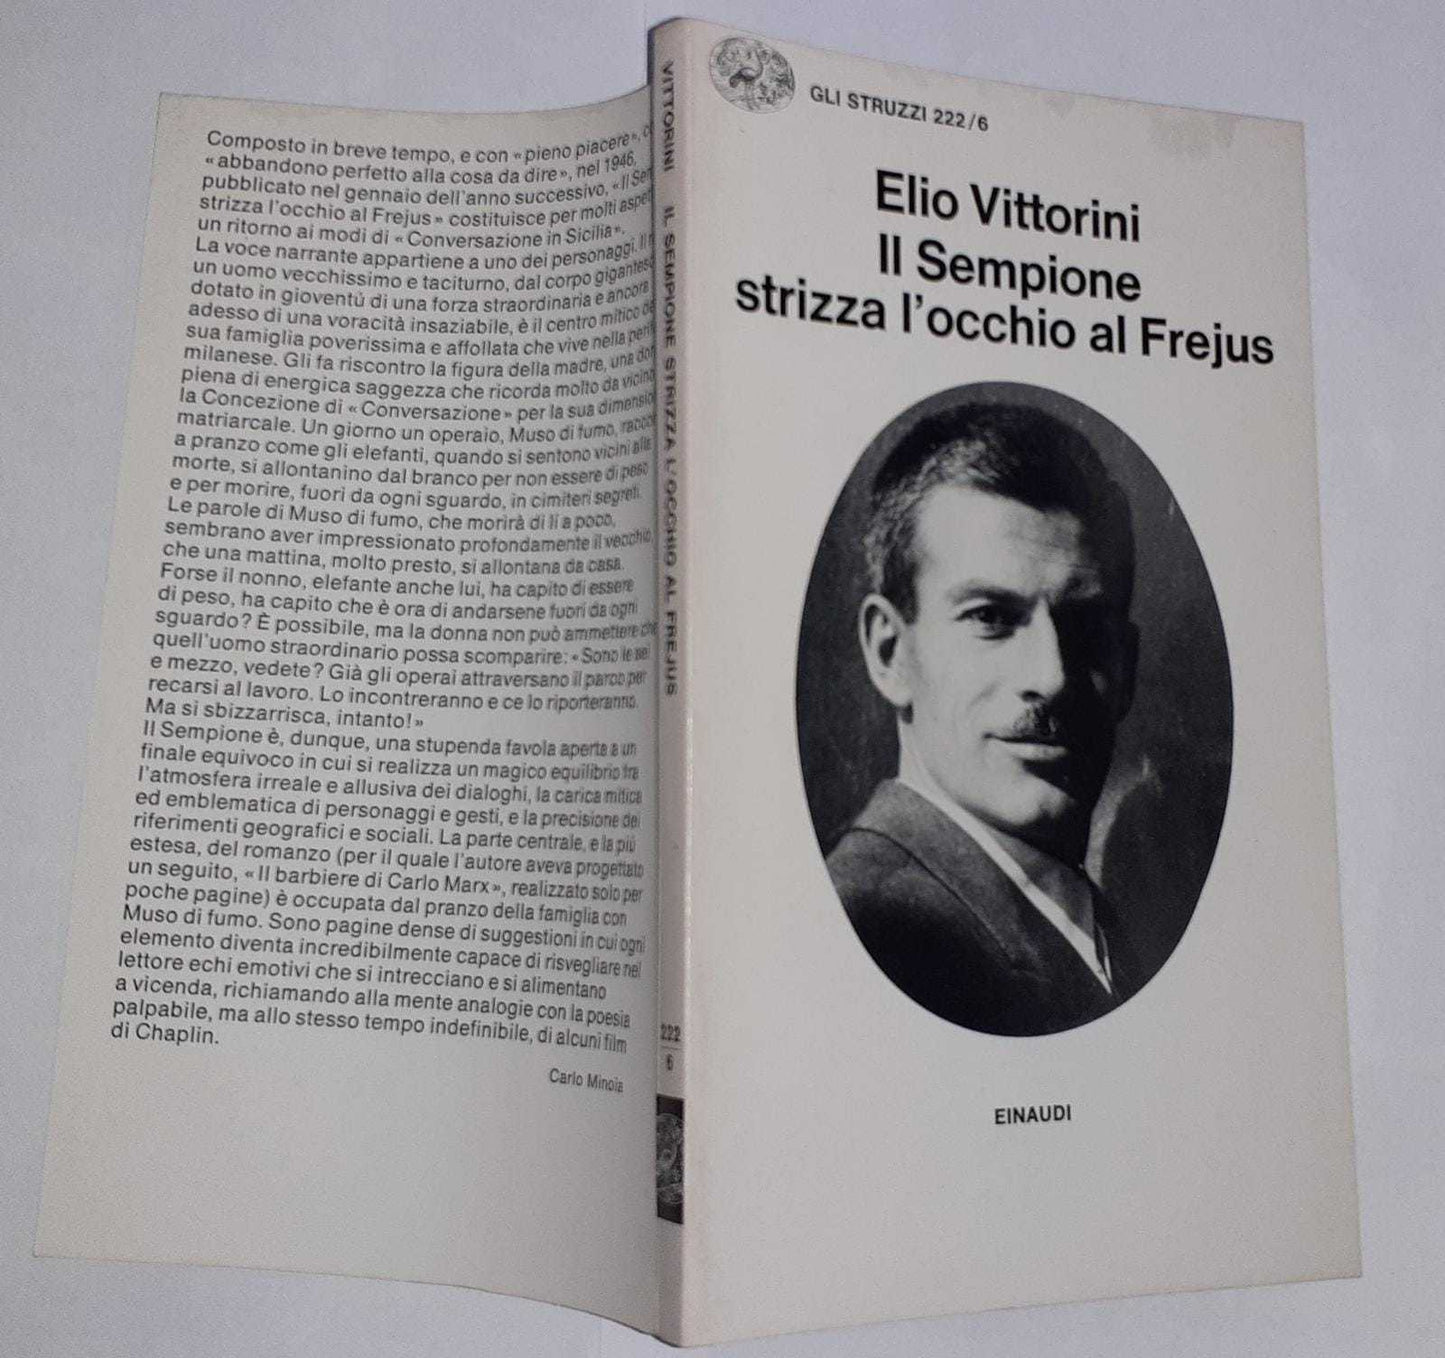 Composto in breve tempo, e con «pieno piacere»,
«abbandono perfetto alla cosa da dire», nel 1946,
pubblicato nel gennaio dell'anno successivo, «Il
strizza l'occhio al Frejus» costituisce per molti
un ritorno ai modi di «Conversazione in Sicilia».
La voce narrante appartiene a uno dei personaggi. Il
un uomo vecchissimo e taciturno, dal corpo
dotato in gioventù di una forza straordinaria e ancora
adesso di una voracità insaziabile, è il centro mitico
sua famiglia poverissima e affollata che vive nella
milanese. Gli fa riscontro la figura della madre, una
piena di energica saggezza che ricorda molto da vicino
la Concezione di «Conversazione» per la sua
matriarcale. Un giorno un operaio, Muso di fumo,
a pranzo come gli elefanti, quando si sentono vicini alla
morte, si allontanino dal branco per non essere di peso
e per morire, fuori da ogni sguardo, in cimiteri segreti.
Le parole di Muso di fumo, che morirà di lí a poco,
sembrano aver impressionato profondamente il vecchio,
che una mattina, molto presto, si allontana da casa.
Forse il nonno, elefante anche lui, ha capito di essere
di peso, ha capito che è ora di andarsene fuori da ogni
sguardo? È possibile, ma la donna non può ammettere che
quell'uomo straordinario possa scomparire: «Sono le sei
e mezzo, vedete? Già gli operai attraversano il parco per
recarsi al lavoro. Lo incontreranno e ce lo riporteranno.
Ma si sbizzarrisca, intanto!»
Il Sempione è, dunque, una stupenda favola aperta a un
finale equivoco in cui si realizza un magico equilibrio fra
l'atmosfera irreale e allusiva dei dialoghi, la carica mitica
ed emblematica di personaggi e gesti, e la precisione dei
riferimenti geografici e sociali. La parte centrale, e la più
estesa, del romanzo (per il quale l'autore aveva progettato
un seguito, «Il barbiere di Carlo Marx», realizzato solo per
poche pagine) è occupata dal pranzo della famiglia con
Muso di fumo. Sono pagine dense di suggestioni in cui ogni
elemento diventa incredibilmente capace di risvegliare nel
lettore echi emotivi che si intrecciano e si alimentano
a vicenda, richiamando alla mente analogie con la poesia
palpabile, ma allo stesso tempo indefinibile, di alcuni film
di Chaplin.
Carlo Minoia
VITTORINI IL SEMPIONE STRIZZA L'OCCHIO AL FREJUS
222
6
GLI STRUZZI 222/6
Elio Vittorini
Il Sempione
strizza l'occhio al Frejus
EINAUDI